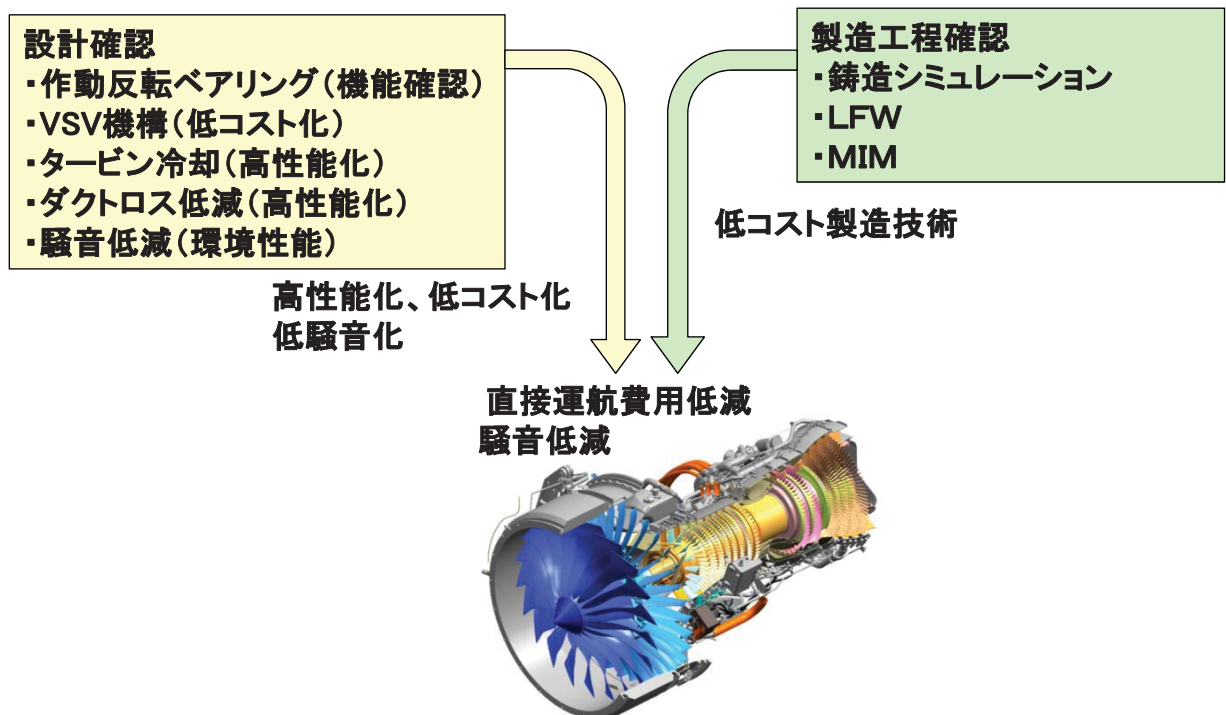 設計確認
・作動反転ベアリング(機能確認)
・VSV機構(低コスト化)
・タービン冷却(高性能化)
・ダクトロス低減(高性能化)
・騒音低減(環境性能)
製造工程確認
・鋳造シミュレーション
・LFW
・MIM
高性能化、低コスト化
低騒音化
低コスト製造技術
直接運航費用低減
騒音低減